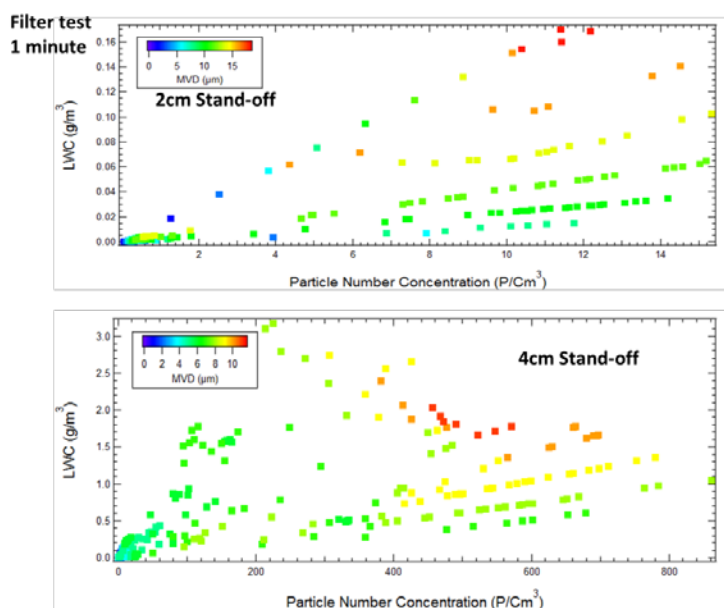 Filter test
1 minute
0.16
0.14
0.12
0.10
0.08
0.06
0.04
0.02
0.00
LWC (g/m³)
0 5 10 15
MVD (µm)
2cm Stand-off
2 4 6 8 10 12 14
Particle Number Concentration (P/Cm³)
3.0
2.5
2.0
1.5
1.0
0.5
0.0
LWC (g/m³)
0 2 4 6 8 10
MVD (µm)
4cm Stand-off
0 200 400 600 800
Particle Number Concentration (P/Cm³)